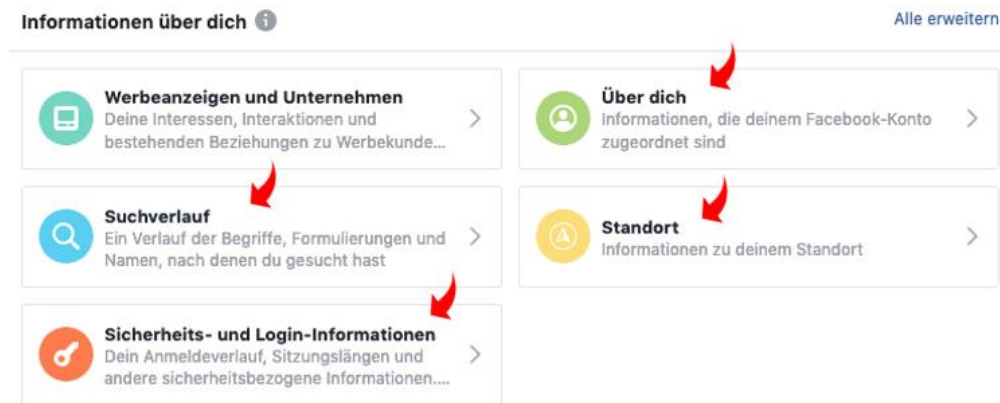 Informationen über dich
Alle erweitern
Werbeanzeigen und Unternehmen
Deine Interessen, Interaktionen und
bestehenden Beziehungen zu Werbekunde...
Über dich
Informationen, die deinem Facebook-Konto
zugeordnet sind
Suchverlauf
Ein Verlauf der Begriffe, Formulierungen und
Namen, nach denen du gesucht hast
Standort
Informationen zu deinem Standort
Sicherheits- und Login-Informationen
Dein Anmeldeverlauf, Sitzungslängen und
andere sicherheitsbezogene Informationen....